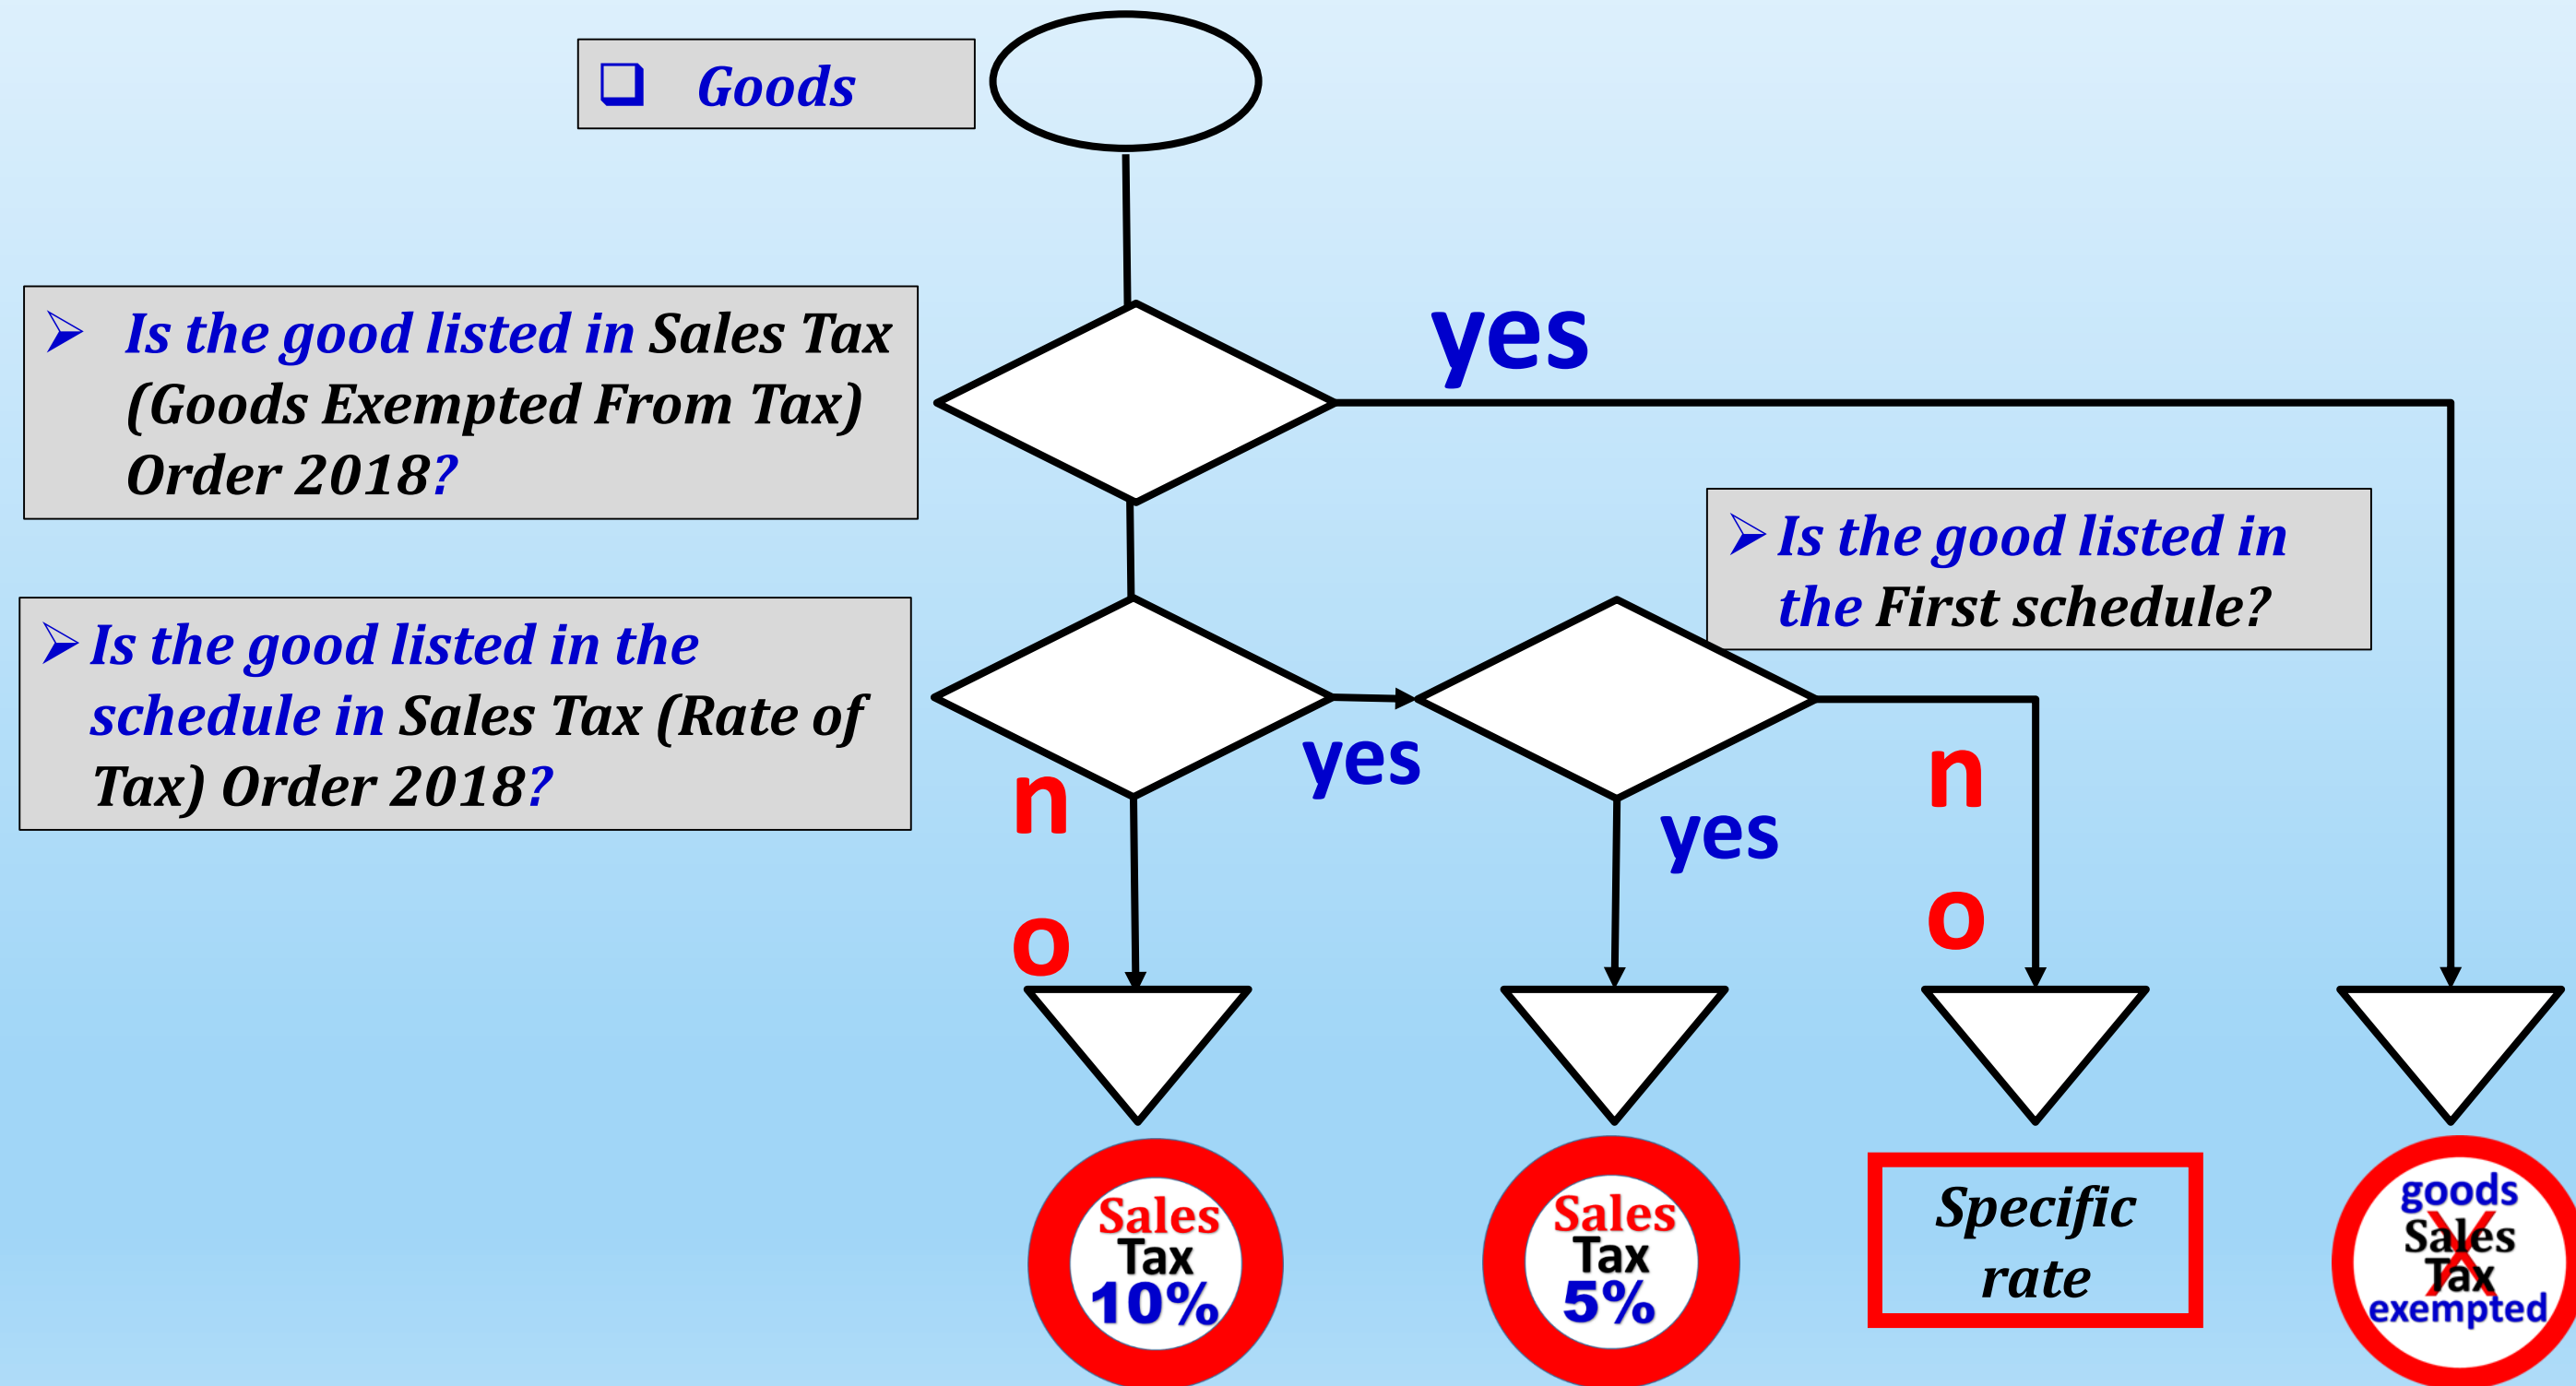 Goods
Is the good listed in Sales Tax
(Goods Exempted From Tax)
Order 2018?
yes
Is the good listed in
the First schedule?
Is the good listed in the
schedule in Sales Tax (Rate of
Tax) Order 2018?
n
o
yes
yes
n
o
Sales
Tax
10%
Sales
Tax
5%
Specific
rate
goods
Sales
Tax
X
exempted